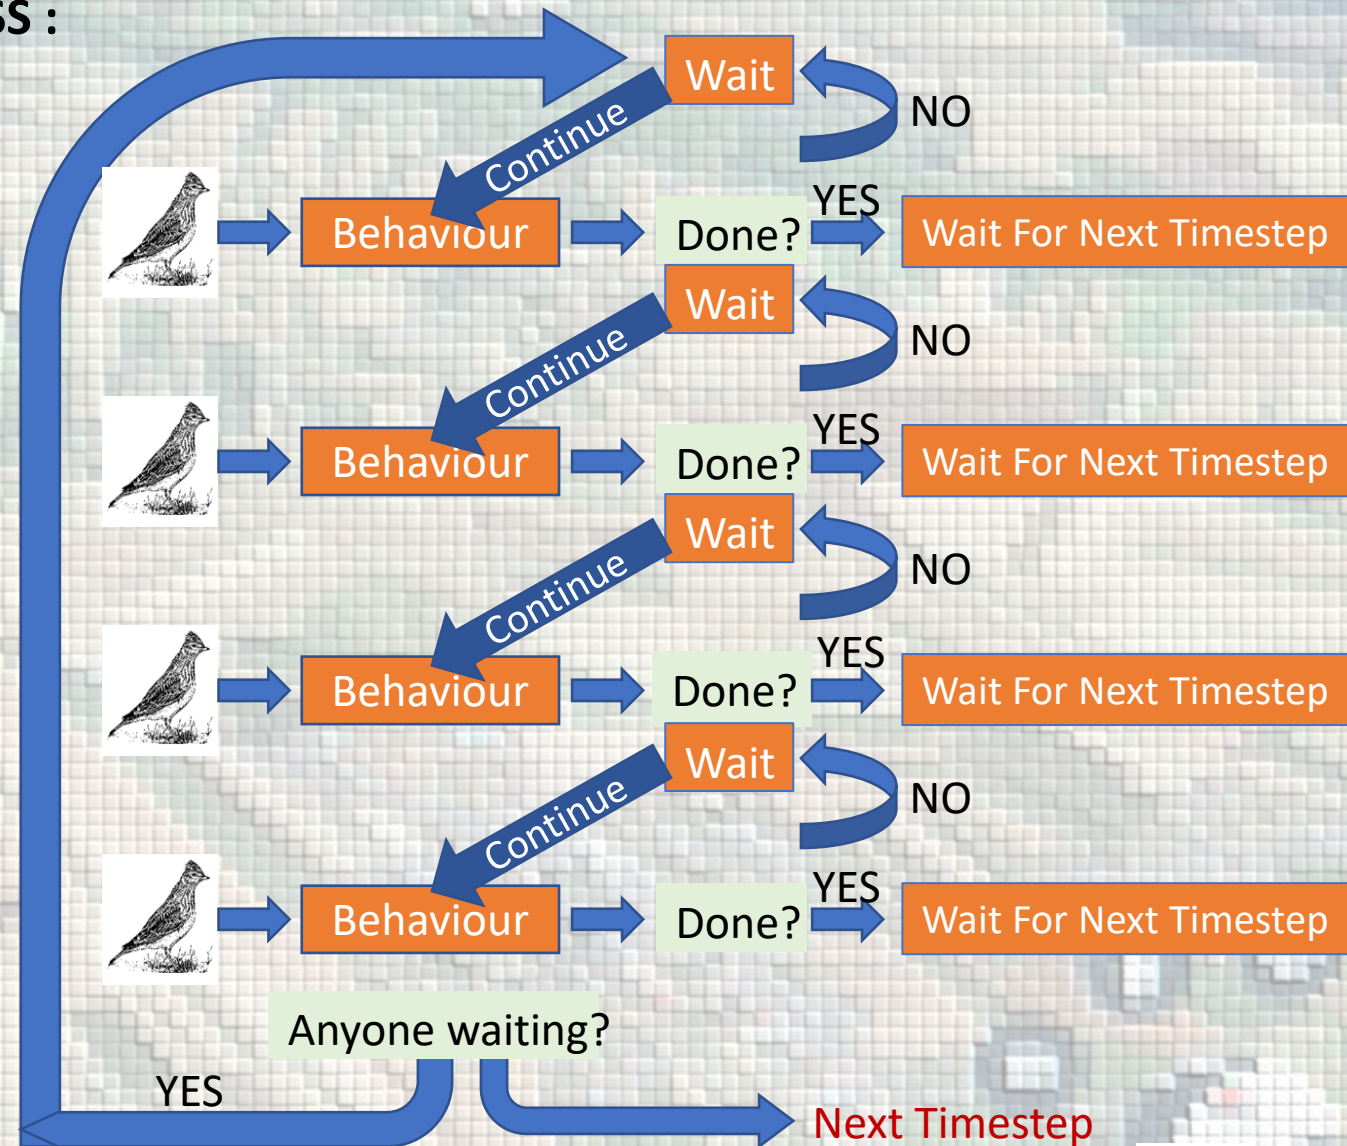 SS :
Wait
NO
Continue
YES
Behaviour
Done?
Wait For Next Timestep
Wait
NO
Continue
YES
Behaviour
Done?
Wait For Next Timestep
Wait
NO
Continue
YES
Behaviour
Done?
Wait For Next Timestep
Wait
NO
Continue
YES
Behaviour
Done?
Wait For Next Timestep
Anyone waiting?
YES
Next Timestep